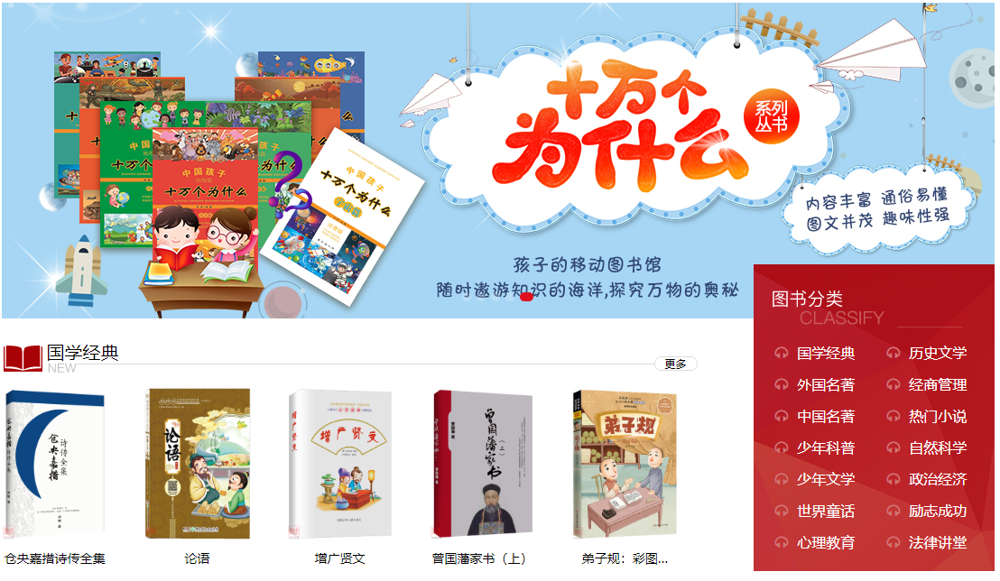 十万个
为什么
系列
丛书
内容丰富 通俗易懂
图文并茂 趣味性强
孩子的移动图书馆
随时遨游知识的海洋,探究万物的奥秘
中国孩子
十万个为什么
中国孩子
十万个为什么
图书分类
CLASSIFY
国学经典 历史文学
外国名著 经商管理
中国名著 热门小说
少年科普 自然科学
少年文学 政治经济
世界童话 励志成功
心理教育 法律讲堂
国学经典
NEW
更多
仓央嘉措
诗传全集
论语
增广贤文
曾国藩家书
(上)
弟子规
仓央嘉措诗传全集
论语
增广贤文
曾国藩家书（上）
弟子规：彩图...